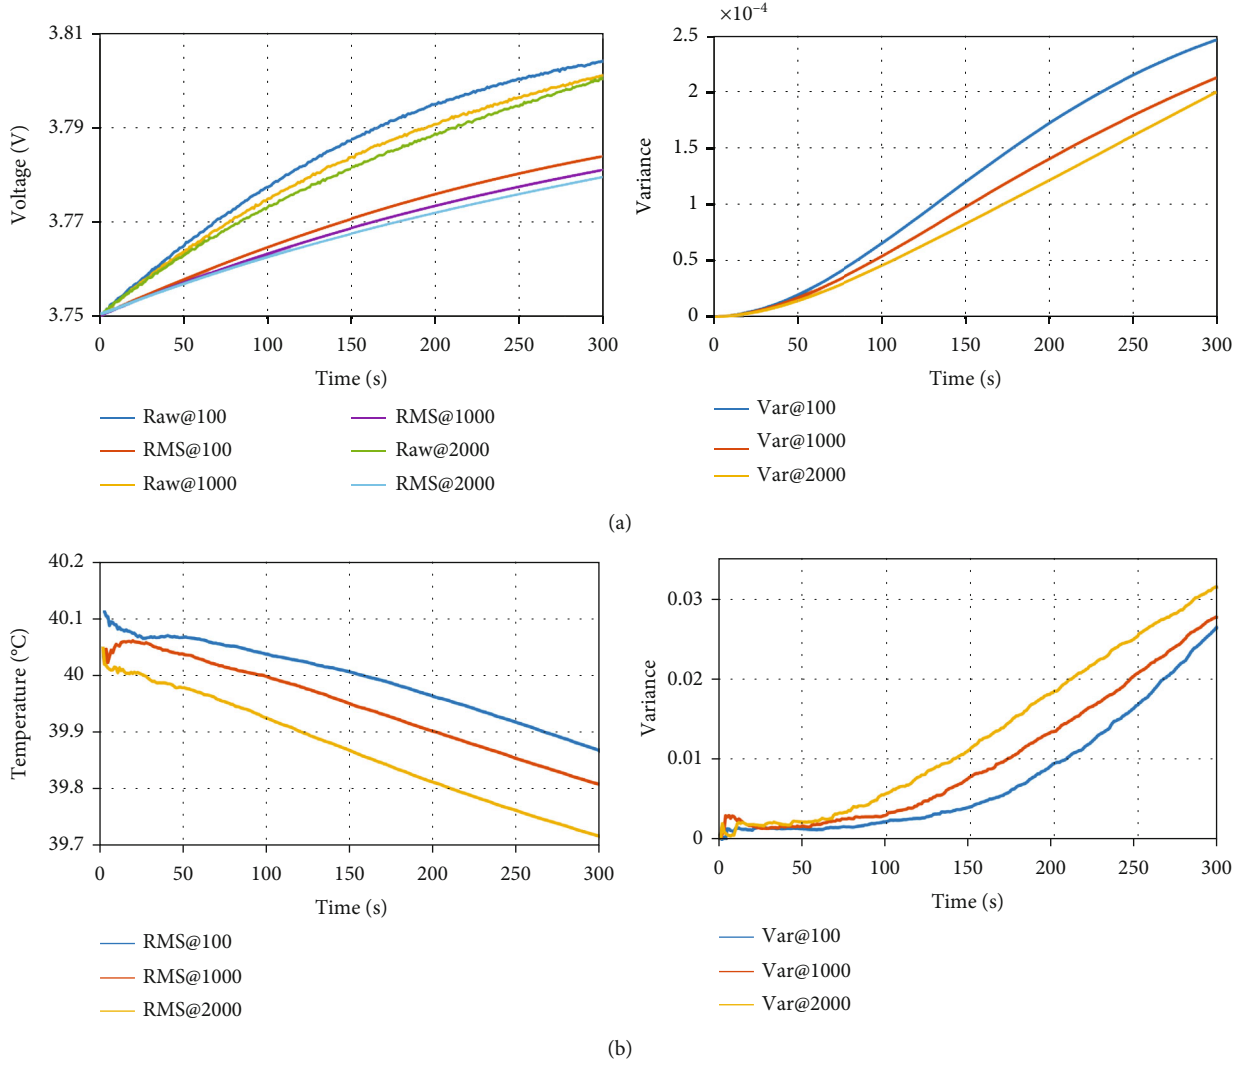 3.81
3.79
3.77
3.75
Voltage (V)
0 50 100 150 200 250 300
Time (s)
Raw@100
RMS@100
Raw@1000
RMS@1000
Raw@2000
RMS@2000
×10⁻⁴
2.5
2
1.5
1
0.5
0
Variance
0 50 100 150 200 250 300
Time (s)
Var@100
Var@1000
Var@2000
(a)
40.2
40.1
40
39.9
39.8
39.7
Temperature (°C)
0 50 100 150 200 250 300
Time (s)
RMS@100
RMS@1000
RMS@2000
0.03
0.02
0.01
0
Variance
0 50 100 150 200 250 300
Time (s)
Var@100
Var@1000
Var@2000
(b)